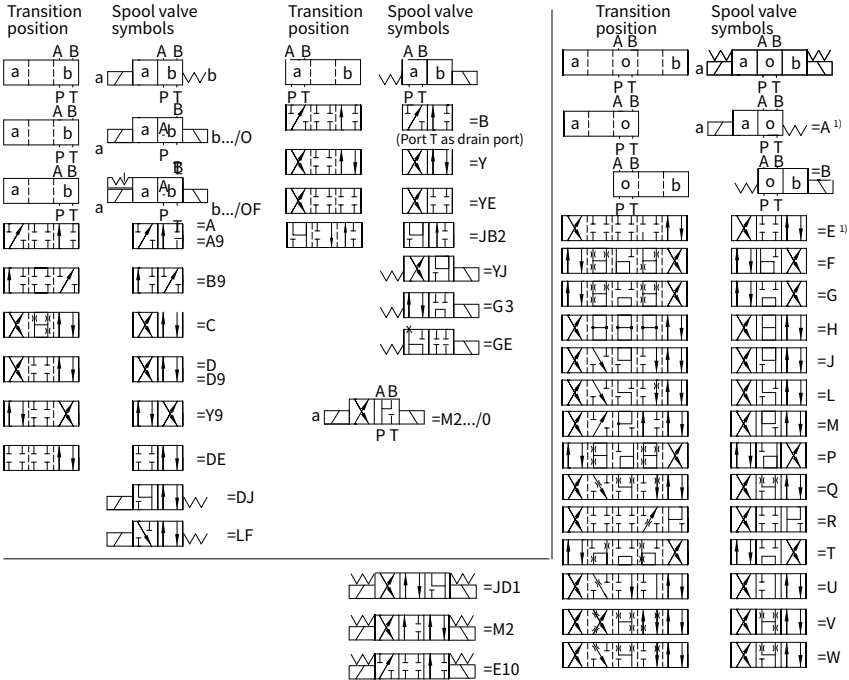 Transition position
Spool valve symbols
A B
a b
P T
A B
a a b b
P T
A B
a b
P T
B
a a A b b.../O
P
A B
a b
P T
B
a a A b b.../OF
P
T
=A
=A9
=B9
=C
=D
=D9
=Y9
=DE
=DJ
=LF
Transition position
Spool valve symbols
A B
a b
P T
A B
a b
=B
(Port T as drain port)
=Y
=YE
=JB2
=YJ
=G3
=GE
A B
a =M2.../0
P T
=JD1
=M2
=E10
Transition position
Spool valve symbols
A B
a o b
P T
A B
a a o b
P T
A B
a o
P T
A B
a a o =A 1)
P T
A B
o b
P T
A B
o b =B
P T
=E 1)
=F
=G
=H
=J
=L
=M
=P
=Q
=R
=T
=U
=V
=W